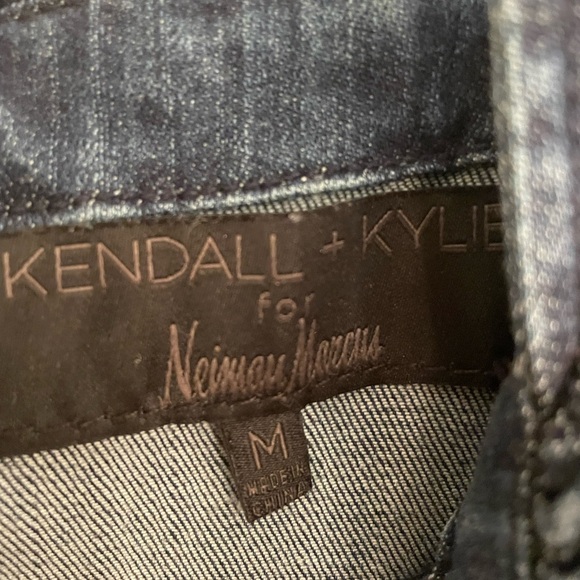 KENDALL + KYLIE
for
Neiman Marcus
M
MADE IN
CHINA